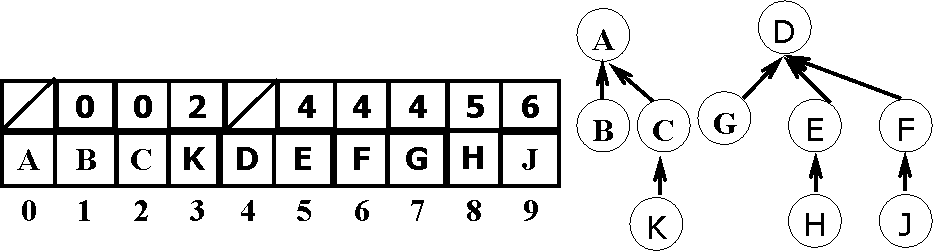 0 0 2 4 4 4 5 6
A B C K D E F G H J
0 1 2 3 4 5 6 7 8 9
A D
B C G E F
K H J